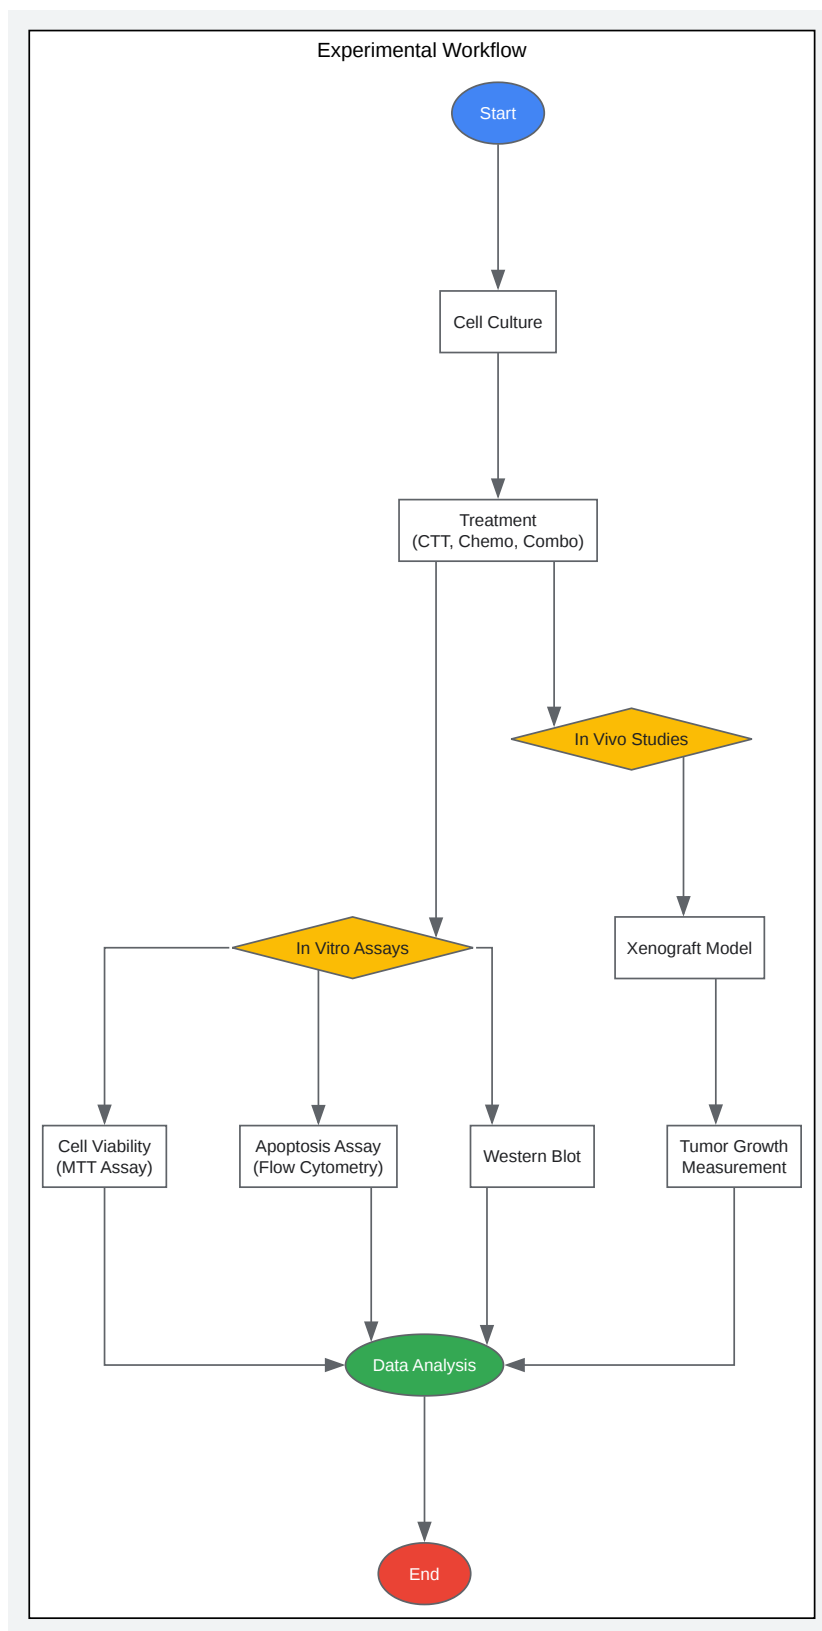 Experimental Workflow
Start
Cell Culture
Treatment
(CTT, Chemo, Combo)
In Vivo Studies
In Vitro Assays
Xenograft Model
Cell Viability
(MTT Assay)
Apoptosis Assay
(Flow Cytometry)
Western Blot
Tumor Growth
Measurement
Data Analysis
End